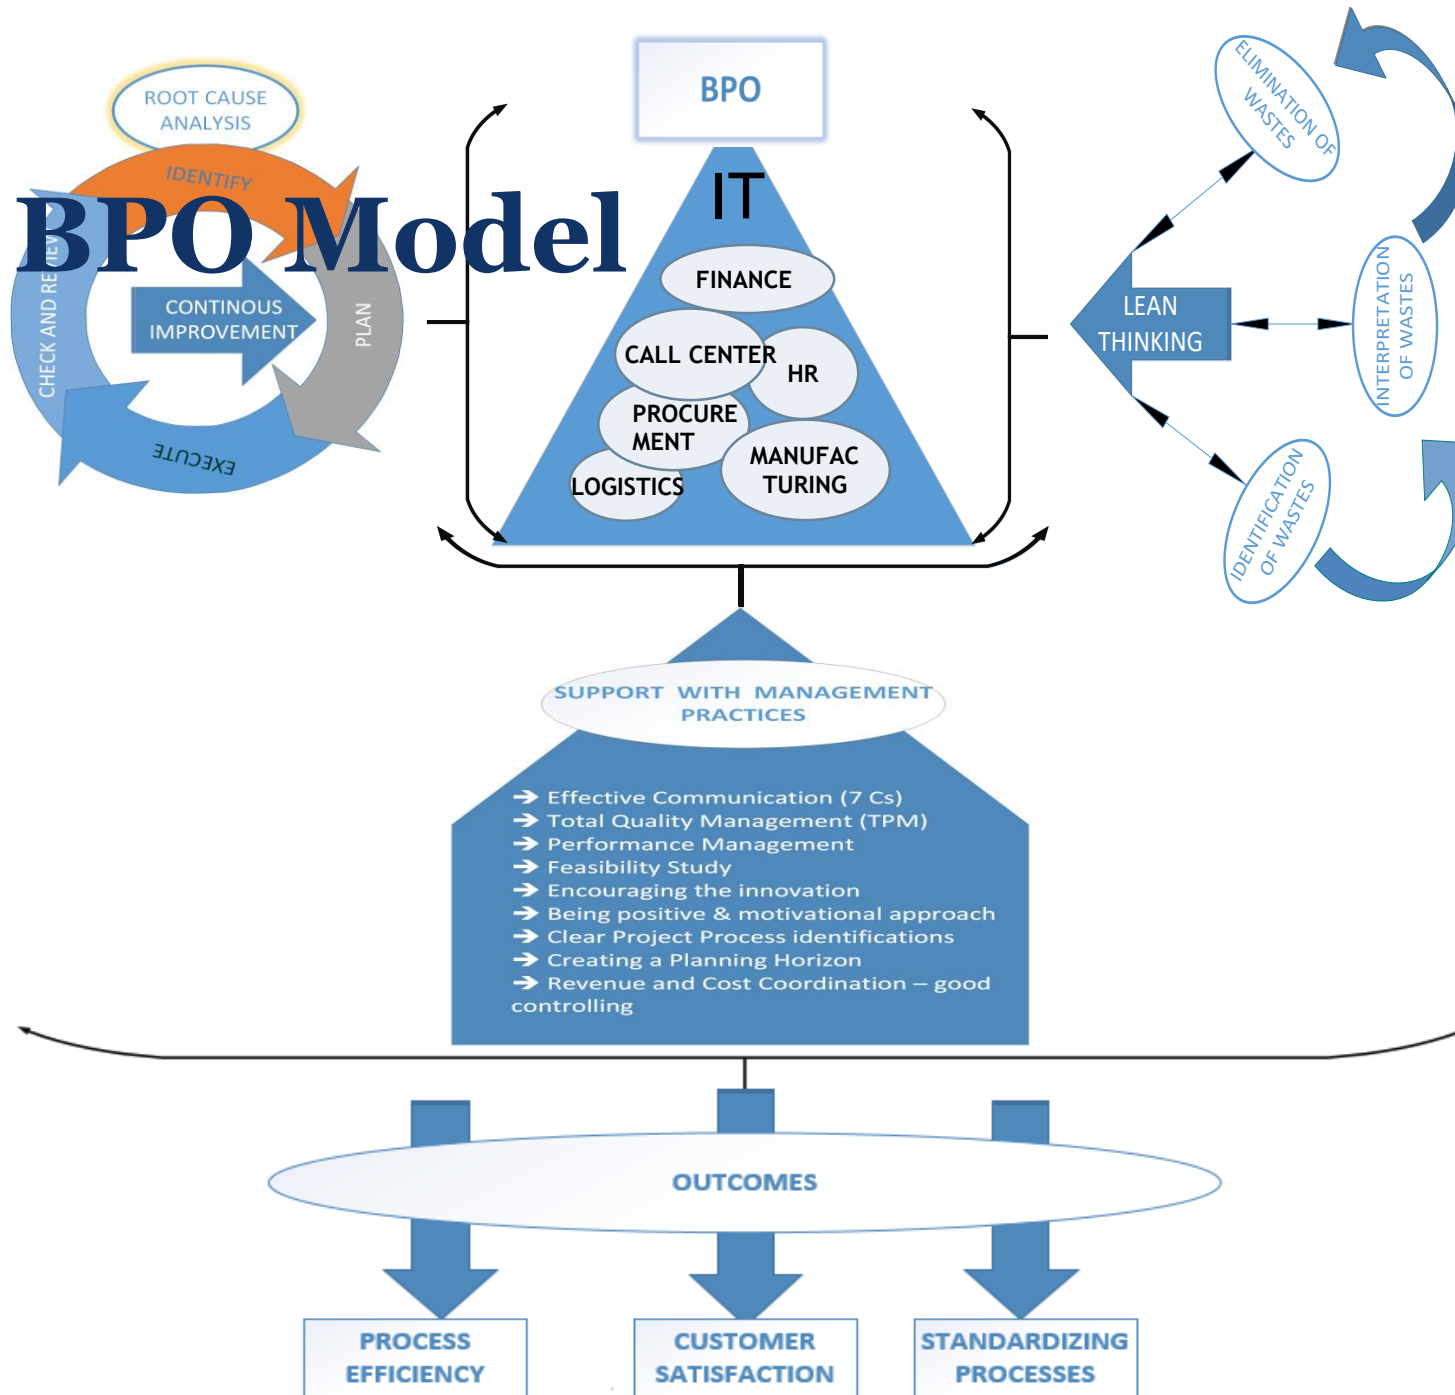 BPO Model
ROOT CAUSE
ANALYSIS
IDENTIFY
PLAN
EXECUTE
CHECK AND REVIEW
CONTINOUS
IMPROVEMENT
BPO
IT
FINANCE
CALL CENTER
HR
PROCURE
MENT
MANUFAC
TURING
LOGISTICS
LEAN
THINKING
ELIMINATION OF
WASTES
INTERPRETATION
OF WASTES
IDENTIFICATION
OF WASTES
SUPPORT WITH MANAGEMENT
PRACTICES
➔ Effective Communication (7 Cs)
➔ Total Quality Management (TPM)
➔ Performance Management
➔ Feasibility Study
➔ Encouraging the innovation
➔ Being positive & motivational approach
➔ Clear Project Process identifications
➔ Creating a Planning Horizon
➔ Revenue and Cost Coordination – good
controlling
OUTCOMES
PROCESS
EFFICIENCY
CUSTOMER
SATISFACTION
STANDARDIZING
PROCESSES